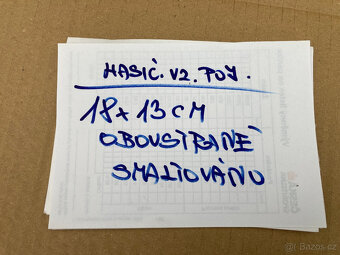 HASIČ. VZ. POJ.
18 x 13 CM
OBOUSTRANĚ
SMALTOVÁNO
Bazos.cz